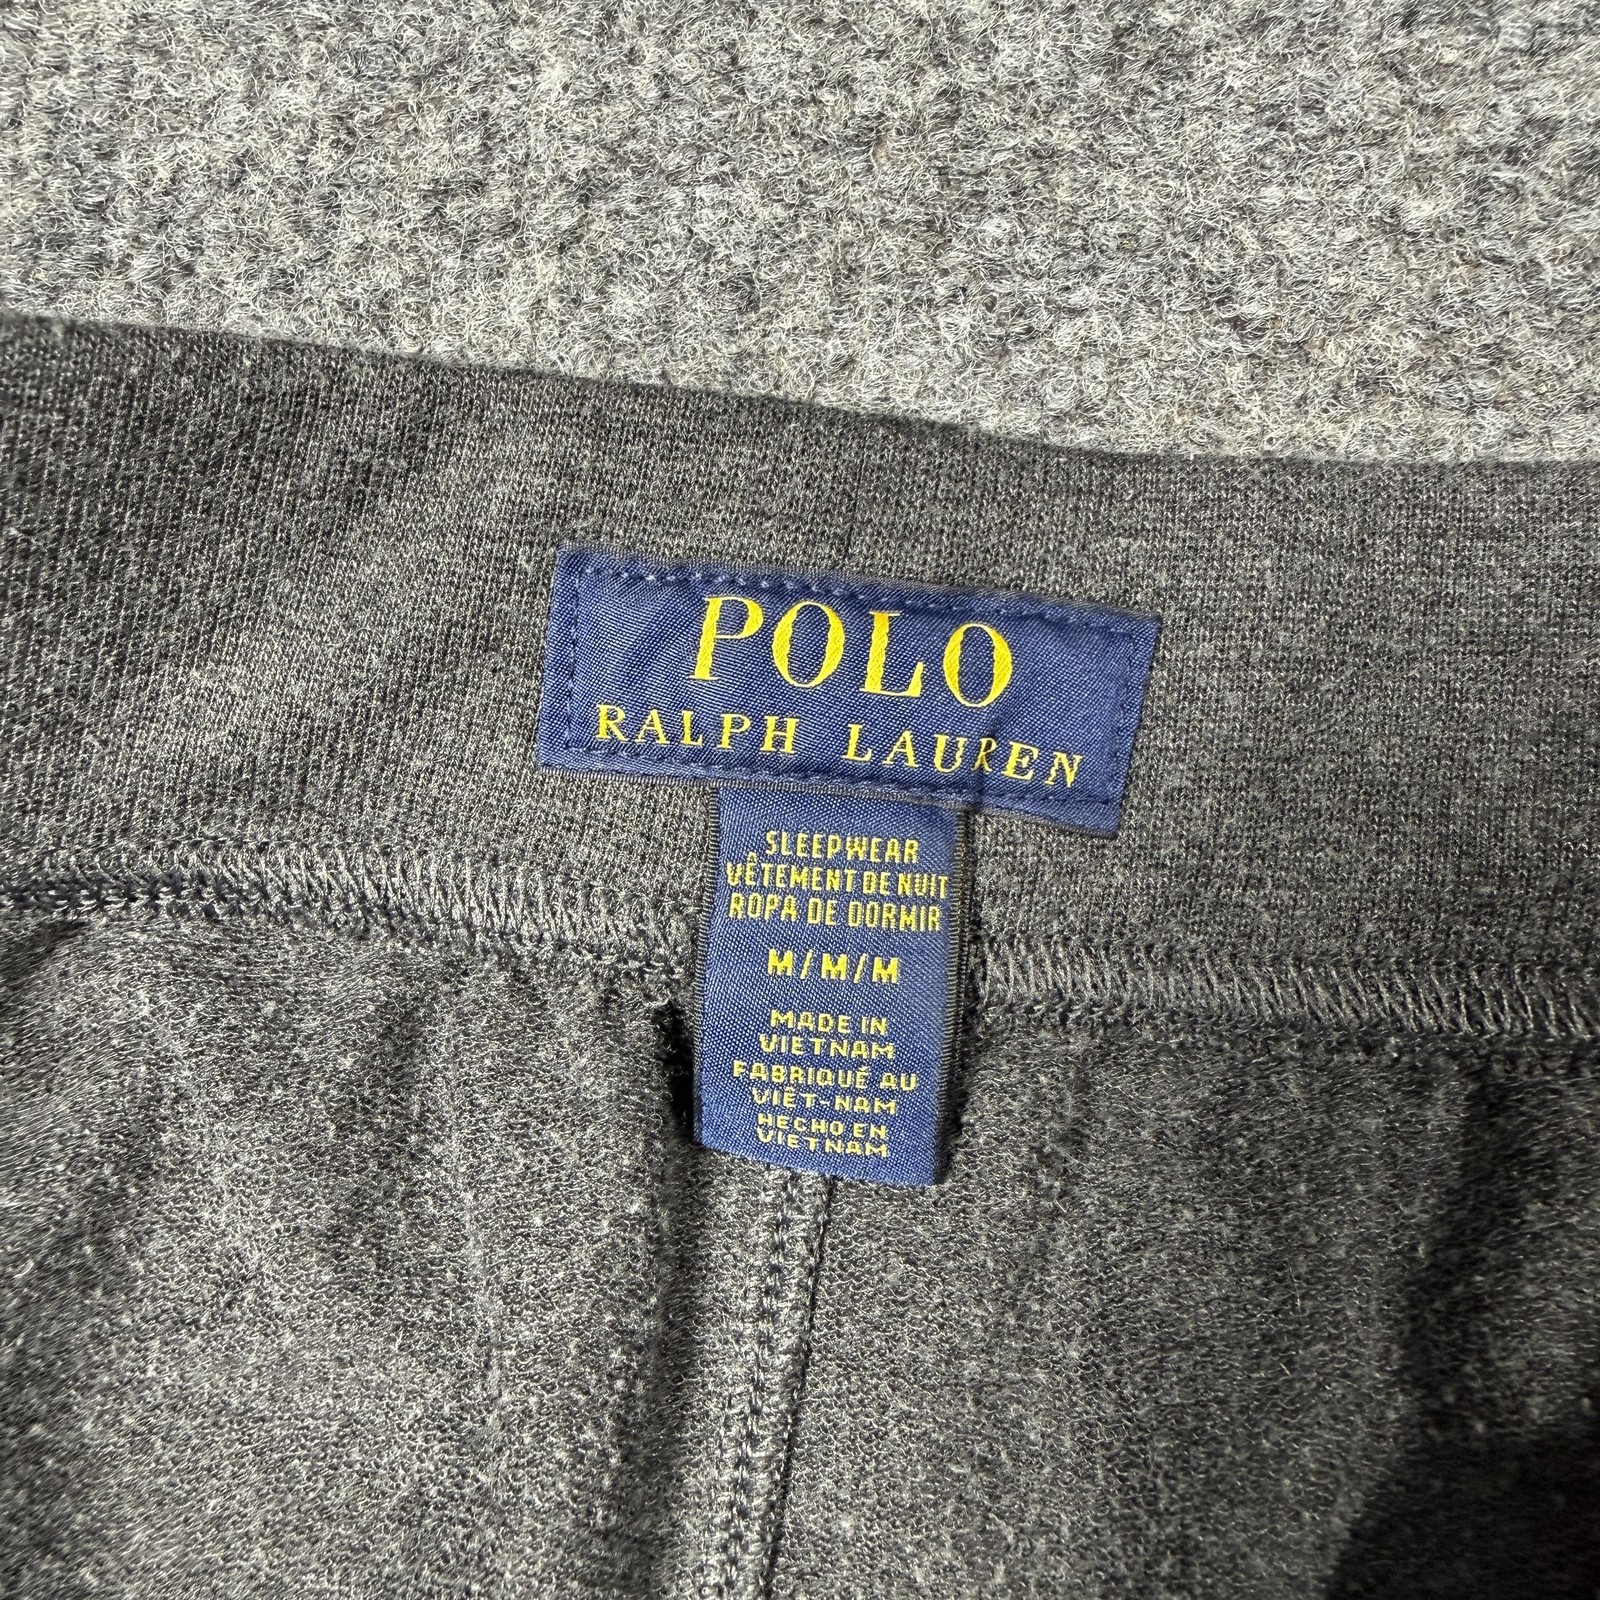 POLO
RALPH LAUREN
SLEEPWEAR
VÊTEMENT DE NUIT
ROPA DE DORMIR
M/M/M
MADE IN
VIETNAM
FABRIQUÉ AU
VIÊT-NAM
HECHO EN
VIETNAM